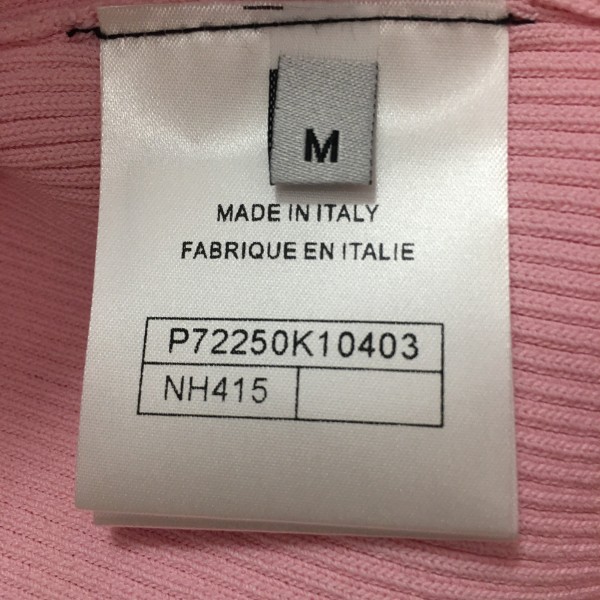 M
MADE IN ITALY
FABRIQUE EN ITALIE
P72250K10403
NH415